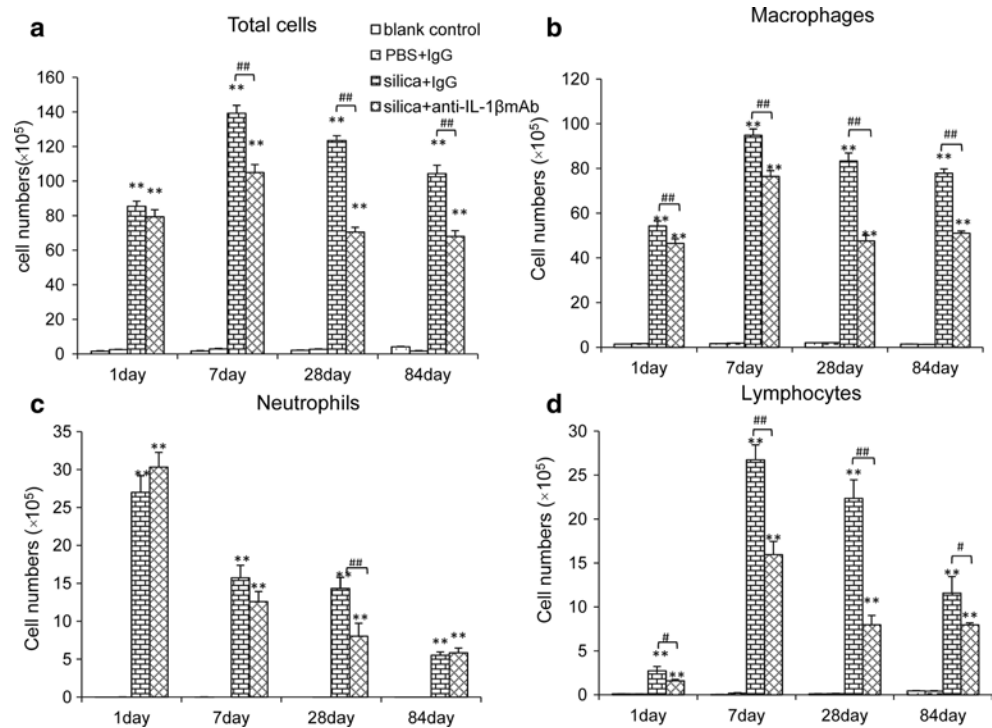 a
Total cells
blank control
PBS+IgG
silica+IgG
silica+anti-IL-1βmAb
cell numbers(×10⁵)
160
140
120
100
80
60
40
20
0
** **
** ## **
** ## **
** ## **
1day 7day 28day 84day
b
Macrophages
Cell numbers (×10⁵)
120
100
80
60
40
20
0
** ## **
** ## **
** ## **
** ## **
1day 7day 28day 84day
c
Neutrophils
Cell numbers (×10⁵)
35
30
25
20
15
10
5
0
** **
** **
** ## **
** **
1day 7day 28day 84day
d
Lymphocytes
Cell numbers (×10⁵)
30
25
20
15
10
5
0
** # **
** ## **
** ## **
** # **
1day 7day 28day 84day